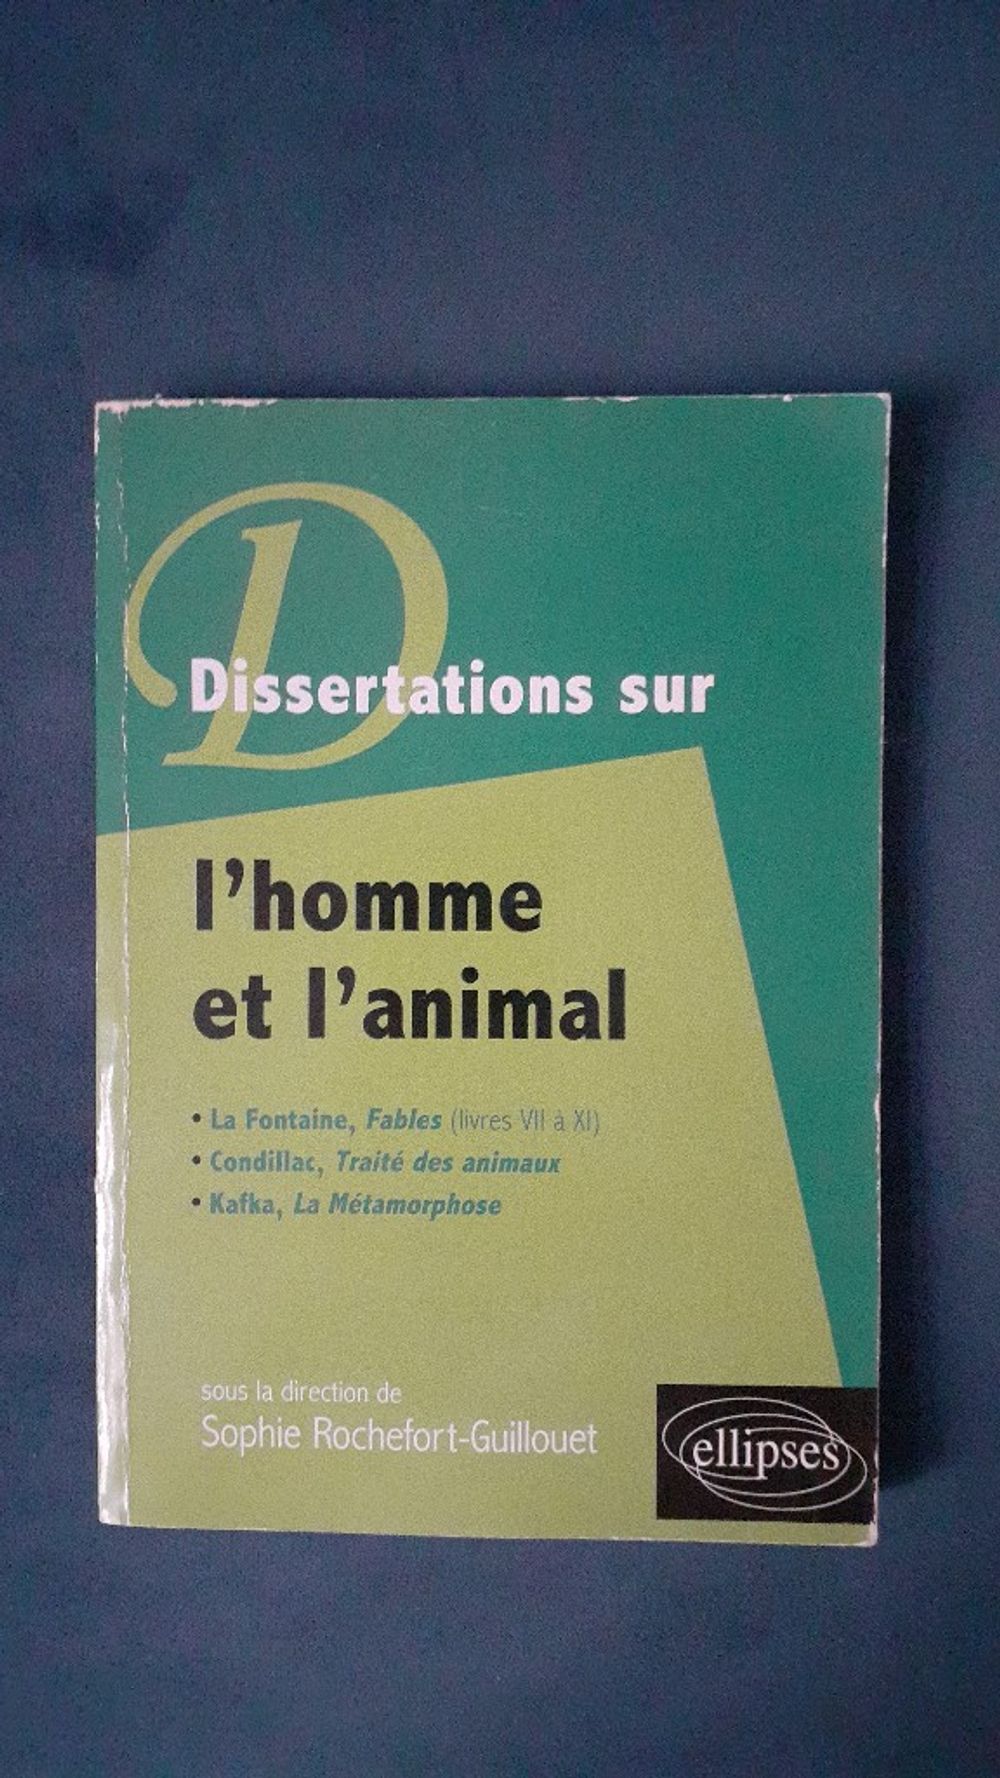 D
Dissertations sur
l'homme
et l'animal
• La Fontaine, Fables (livres VII à XI)
• Condillac, Traité des animaux
• Kafka, La Métamorphose
sous la direction de
Sophie Rochefort-Guillouet
ellipses